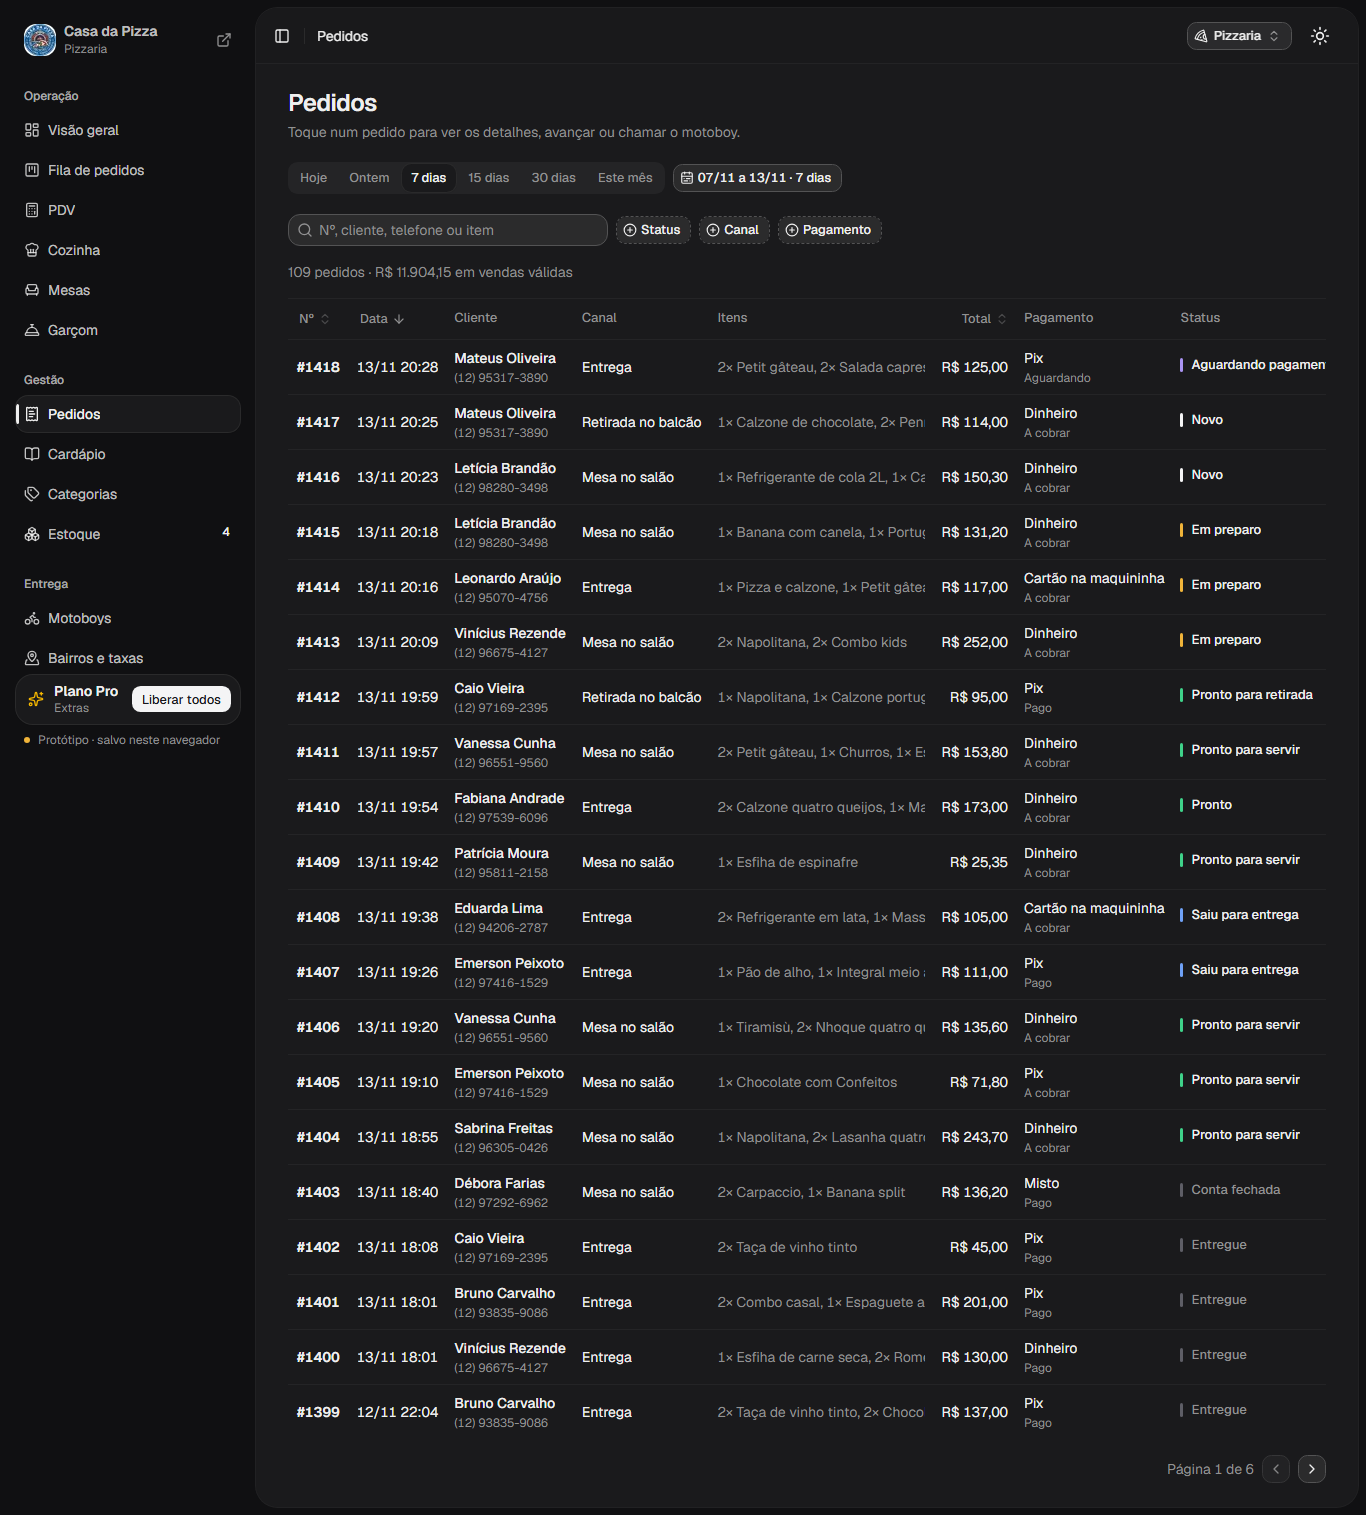 Casa da Pizza
Pizzaria
Operação
Visão geral
Fila de pedidos
PDV
Cozinha
Mesas
Garçom
Gestão
Pedidos
Cardápio
Categorias
Estoque 4
Entrega
Motoboys
Bairros e taxas
Plano Pro
Extras
Liberar todos
Protótipo · salvo neste navegador
Pedidos
Pizzaria
Pedidos
Toque num pedido para ver os detalhes, avançar ou chamar o motoboy.
Hoje Ontem 7 dias 15 dias 30 dias Este mês 07/11 a 13/11 · 7 dias
Nº, cliente, telefone ou item Status Canal Pagamento
109 pedidos · R$ 11.904,15 em vendas válidas
Nº Data Cliente Canal Itens Total Pagamento Status
#1418 13/11 20:28 Mateus Oliveira Entrega 2× Petit gâteau, 2× Salada capres R$ 125,00 Pix Aguardando pagamen
(12) 95317-3890 Aguardando
#1417 13/11 20:25 Mateus Oliveira Retirada no balcão 1× Calzone de chocolate, 2× Pen R$ 114,00 Dinheiro Novo
(12) 95317-3890 A cobrar
#1416 13/11 20:23 Letícia Brandão Mesa no salão 1× Refrigerante de cola 2L, 1× Ca R$ 150,30 Dinheiro Novo
(12) 98280-3498 A cobrar
#1415 13/11 20:18 Letícia Brandão Mesa no salão 1× Banana com canela, 1× Portug R$ 131,20 Dinheiro Em preparo
(12) 98280-3498 A cobrar
#1414 13/11 20:16 Leonardo Araújo Entrega 1× Pizza e calzone, 1× Petit gâtea R$ 117,00 Cartão na maquininha Em preparo
(12) 95070-4756 A cobrar
#1413 13/11 20:09 Vinícius Rezende Mesa no salão 2× Napolitana, 2× Combo kids R$ 252,00 Dinheiro Em preparo
(12) 96675-4127 A cobrar
#1412 13/11 19:59 Caio Vieira Retirada no balcão 1× Napolitana, 1× Calzone portug R$ 95,00 Pix Pronto para retirada
(12) 97169-2395 Pago
#1411 13/11 19:57 Vanessa Cunha Mesa no salão 2× Petit gâteau, 1× Churros, 1× Es R$ 153,80 Dinheiro Pronto para servir
(12) 96551-9560 A cobrar
#1410 13/11 19:54 Fabiana Andrade Entrega 2× Calzone quatro queijos, 1× Ma R$ 173,00 Dinheiro Pronto
(12) 97539-6096 A cobrar
#1409 13/11 19:42 Patrícia Moura Mesa no salão 1× Esfiha de espinafre R$ 25,35 Dinheiro Pronto para servir
(12) 95811-2158 A cobrar
#1408 13/11 19:38 Eduarda Lima Entrega 2× Refrigerante em lata, 1× Mass R$ 105,00 Cartão na maquininha Saiu para entrega
(12) 94206-2787 A cobrar
#1407 13/11 19:26 Emerson Peixoto Entrega 1× Pão de alho, 1× Integral meio R$ 111,00 Pix Saiu para entrega
(12) 97416-1529 Pago
#1406 13/11 19:20 Vanessa Cunha Mesa no salão 1× Tiramisù, 2× Nhoque quatro qu R$ 135,60 Dinheiro Pronto para servir
(12) 96551-9560 A cobrar
#1405 13/11 19:10 Emerson Peixoto Mesa no salão 1× Chocolate com Confeitos R$ 71,80 Pix Pronto para servir
(12) 97416-1529 A cobrar
#1404 13/11 18:55 Sabrina Freitas Mesa no salão 1× Napolitana, 2× Lasanha quatr R$ 243,70 Dinheiro Pronto para servir
(12) 96305-0426 A cobrar
#1403 13/11 18:40 Débora Farias Mesa no salão 2× Carpaccio, 1× Banana split R$ 136,20 Misto Conta fechada
(12) 97292-6962 Pago
#1402 13/11 18:08 Caio Vieira Entrega 2× Taça de vinho tinto R$ 45,00 Pix Entregue
(12) 97169-2395 Pago
#1401 13/11 18:01 Bruno Carvalho Entrega 2× Combo casal, 1× Espaguete a R$ 201,00 Pix Entregue
(12) 93835-9086 Pago
#1400 13/11 18:01 Vinícius Rezende Entrega 1× Esfiha de carne seca, 2× Rom R$ 130,00 Dinheiro Entregue
(12) 96675-4127 Pago
#1399 12/11 22:04 Bruno Carvalho Entrega 2× Taça de vinho tinto, 2× Choco R$ 137,00 Pix Entregue
(12) 93835-9086 Pago
Página 1 de 6